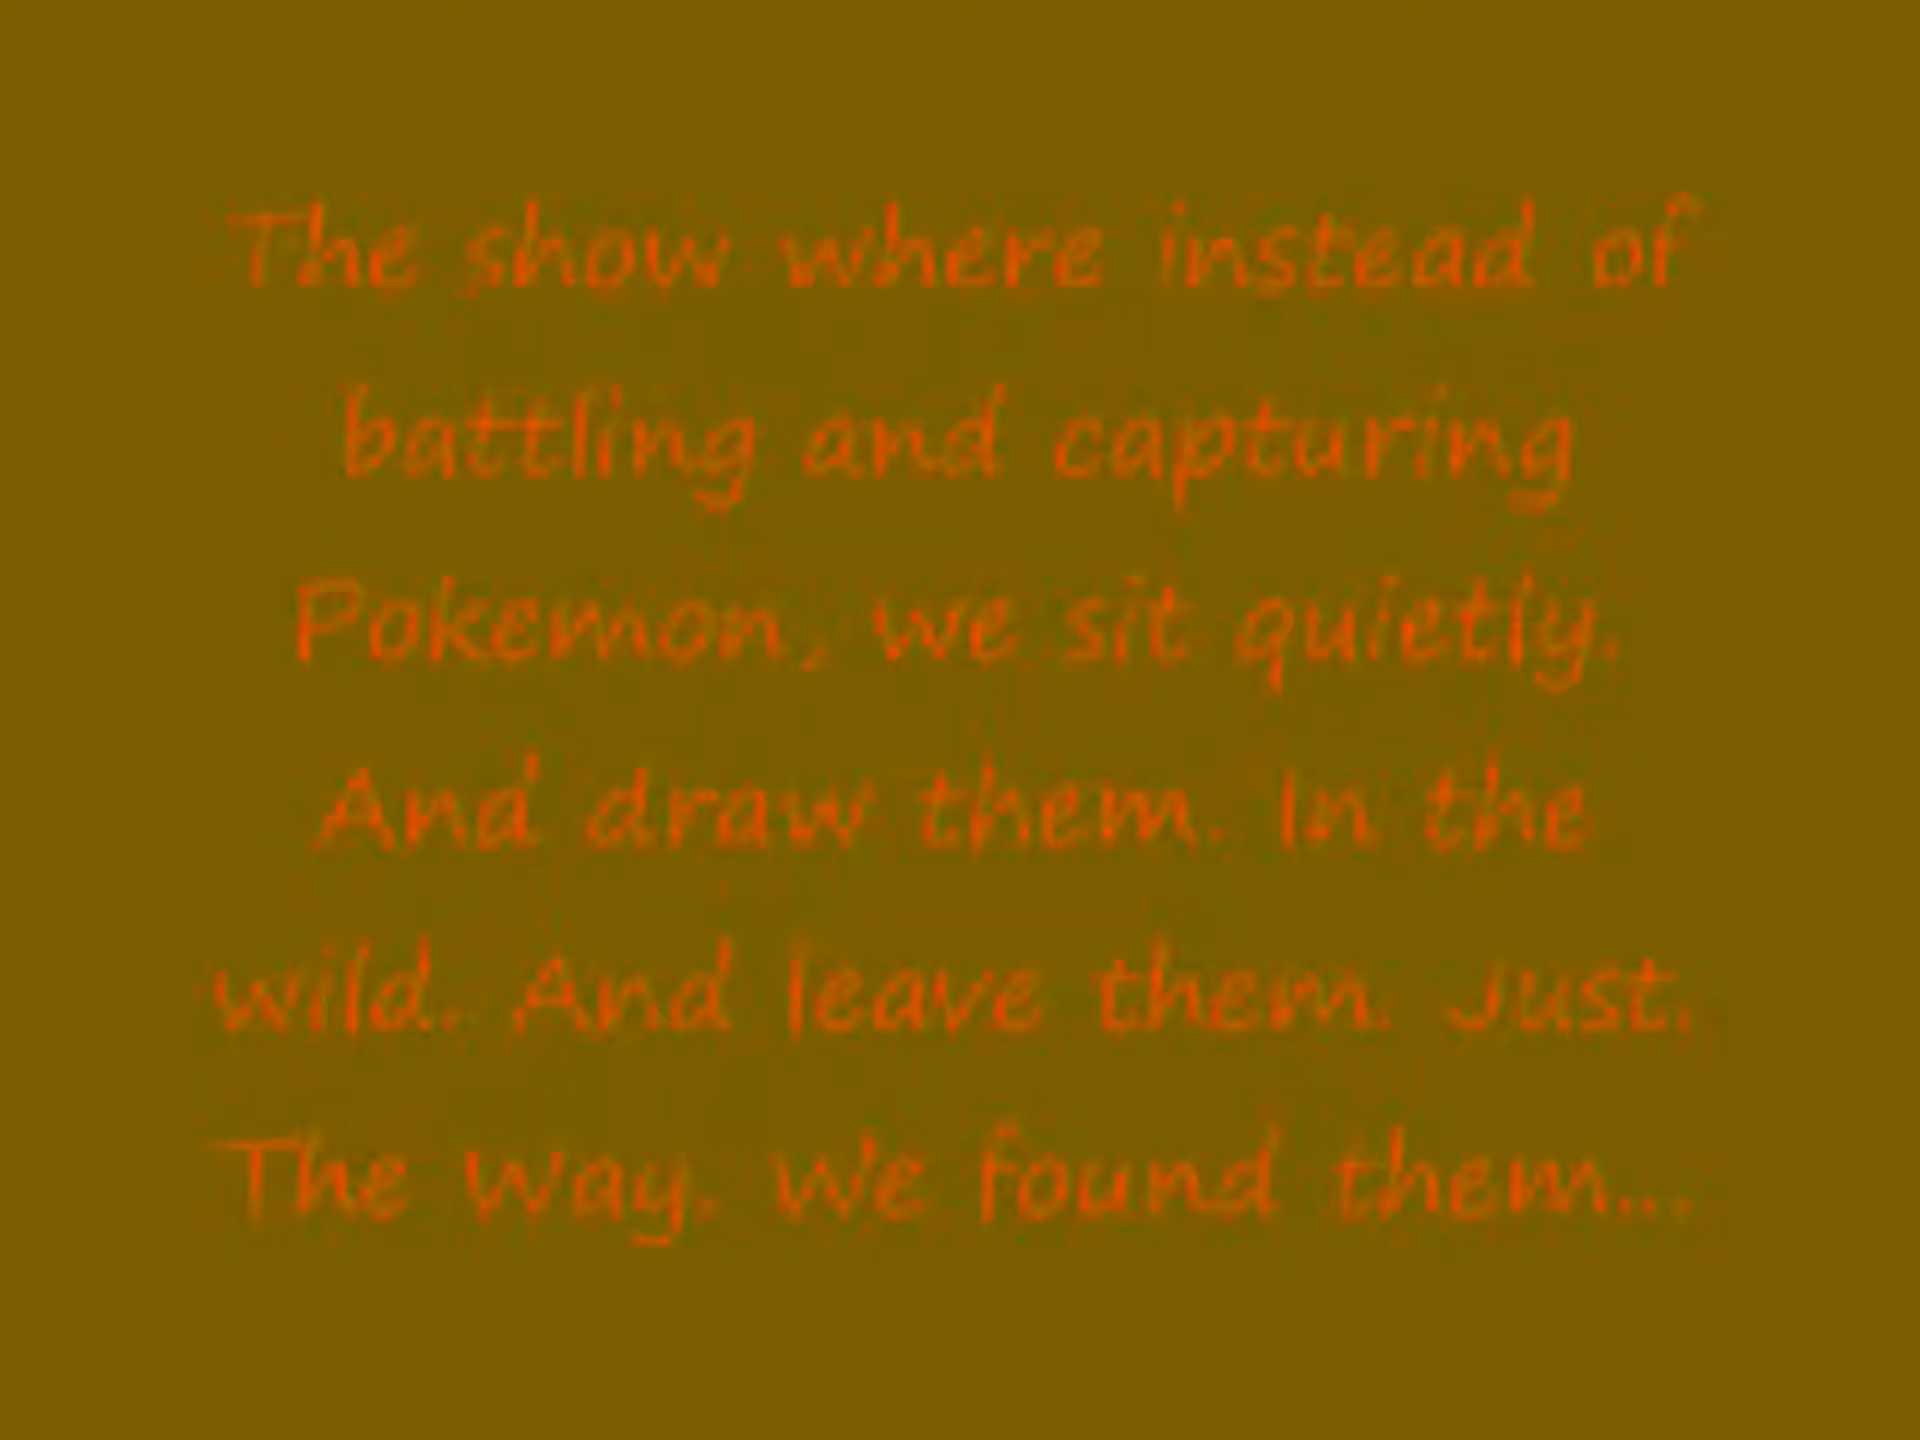 The show where instead of
battling and capturing
Pokemon, we sit quietly.
And draw them. In the
wild. And leave them. Just.
The Way. We found them...